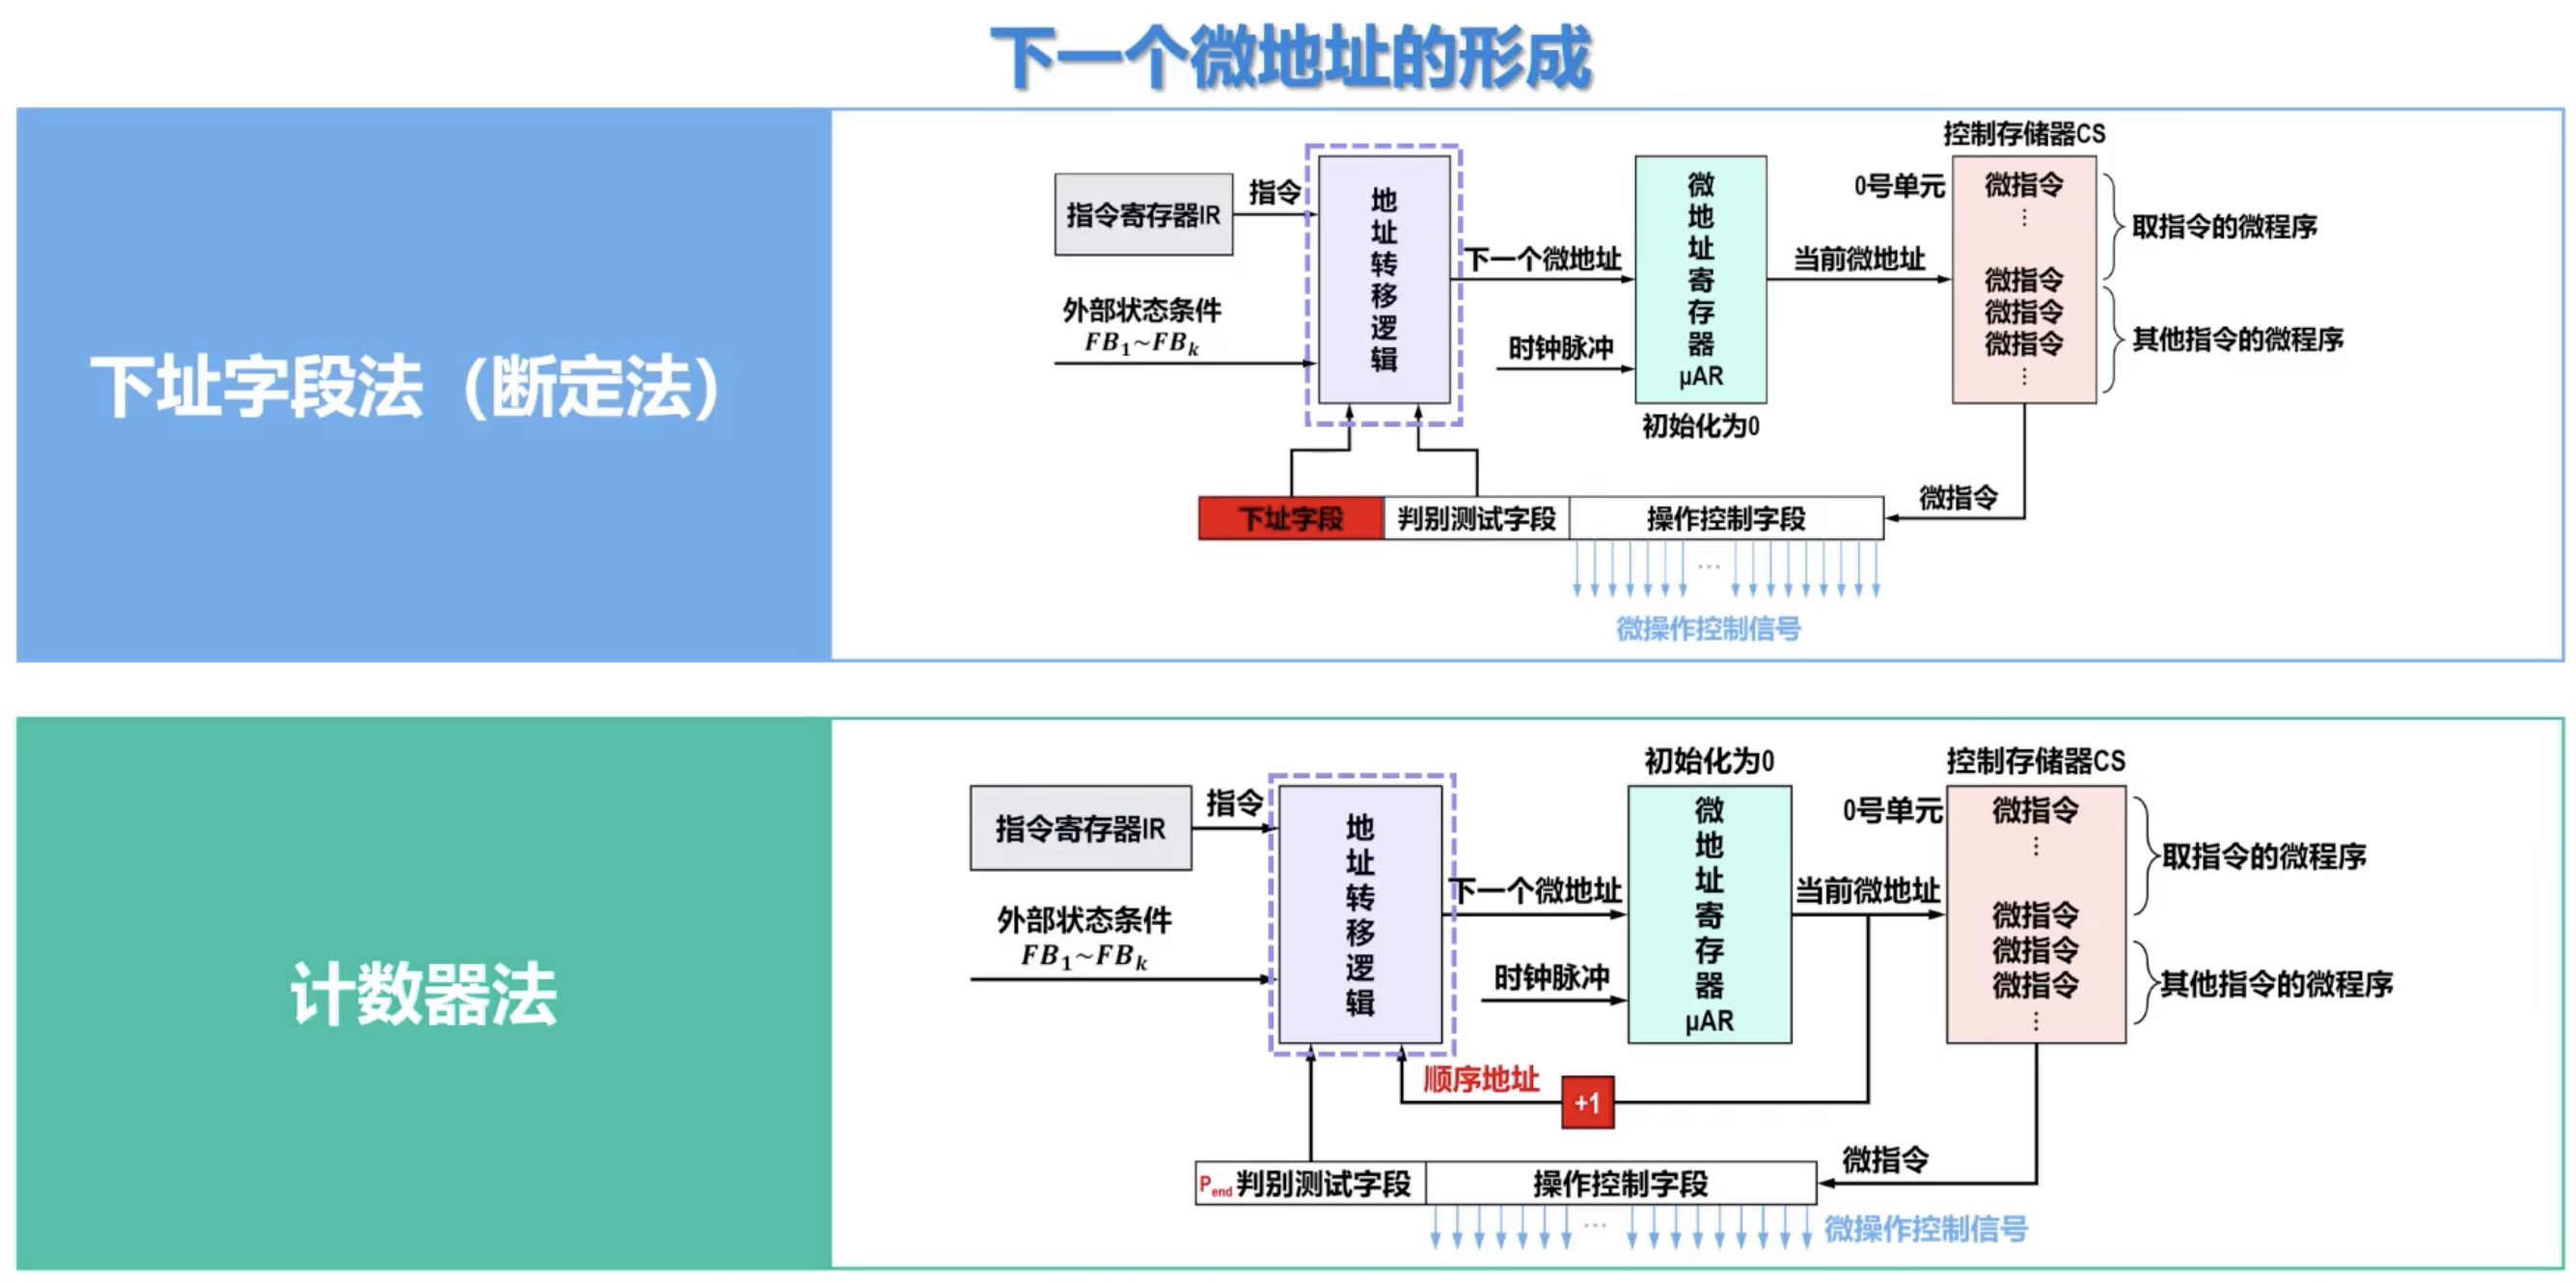 下一个微地址的形成
下址字段法（断定法）
控制存储器CS
指令寄存器IR
指令
地址转移逻辑
下一个微地址
微地址寄存器μAR
0号单元
微指令
⋮
微指令
微指令
微指令
⋮
取指令的微程序
其他指令的微程序
当前微地址
外部状态条件
FB₁~FBₖ
时钟脉冲
初始化为0
下址字段
判别测试字段
操作控制字段
微指令
…
微操作控制信号
计数器法
初始化为0
控制存储器CS
指令寄存器IR
指令
地址转移逻辑
下一个微地址
微地址寄存器μAR
0号单元
微指令
⋮
微指令
微指令
微指令
⋮
取指令的微程序
其他指令的微程序
当前微地址
外部状态条件
FB₁~FBₖ
时钟脉冲
顺序地址
+1
Pend 判别测试字段
操作控制字段
微指令
…
微操作控制信号